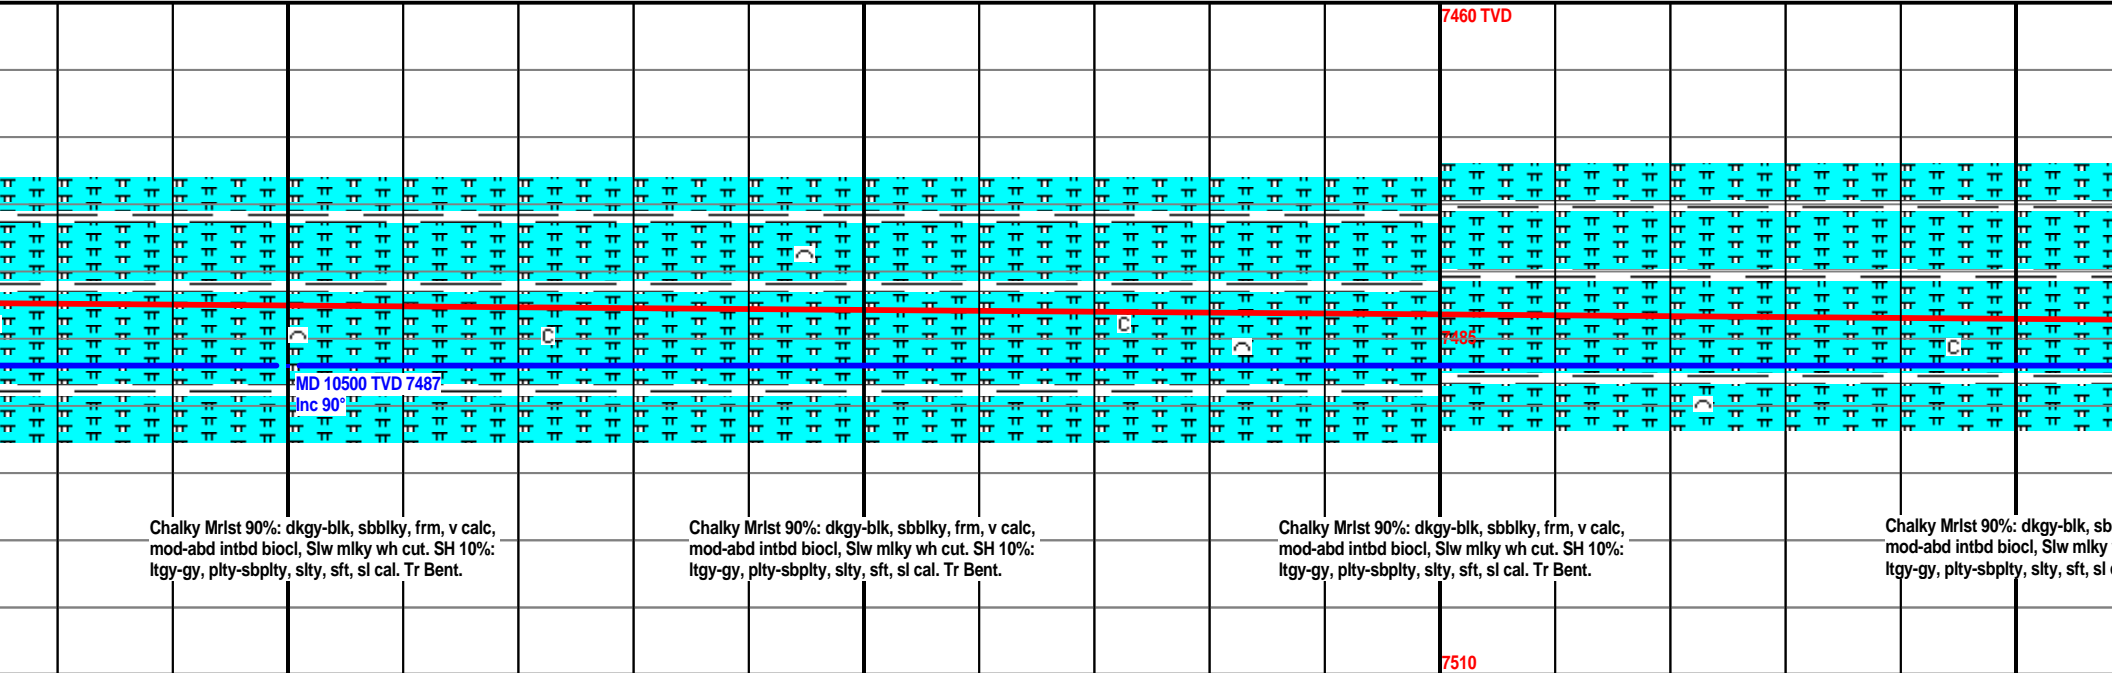 7460 TVD
C
C
7485
C
MD 10500 TVD 7487
Inc 90°
Chalky Mrlst 90%: dkgy-blk, sbblky, frm, v calc,
mod-abd intbd biocl, Slw mlky wh cut. SH 10%:
ltgy-gy, plty-sbplty, slty, sft, sl cal. Tr Bent.
Chalky Mrlst 90%: dkgy-blk, sbblky, frm, v calc,
mod-abd intbd biocl, Slw mlky wh cut. SH 10%:
ltgy-gy, plty-sbplty, slty, sft, sl cal. Tr Bent.
Chalky Mrlst 90%: dkgy-blk, sbblky, frm, v calc,
mod-abd intbd biocl, Slw mlky wh cut. SH 10%:
ltgy-gy, plty-sbplty, slty, sft, sl cal. Tr Bent.
Chalky Mrlst 90%: dkgy-blk, sb
mod-abd intbd biocl, Slw mlky
ltgy-gy, plty-sbplty, slty, sft, sl
7510